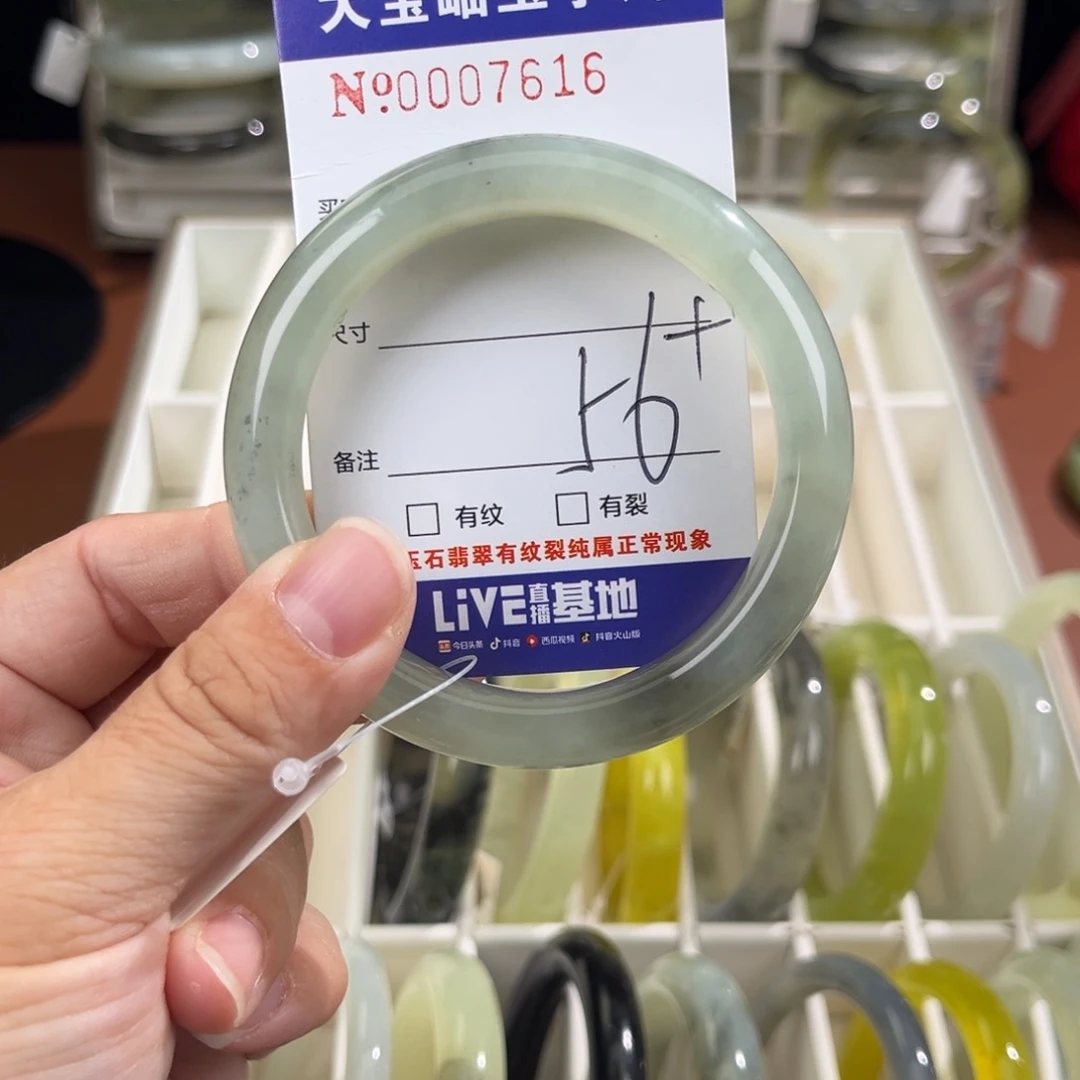 №0007616
买
尺寸
56+
备注
有纹 有裂
玉石翡翠有纹裂纯属正常现象
LiVE直播基地
今日头条 抖音 西瓜视频 抖音火山版